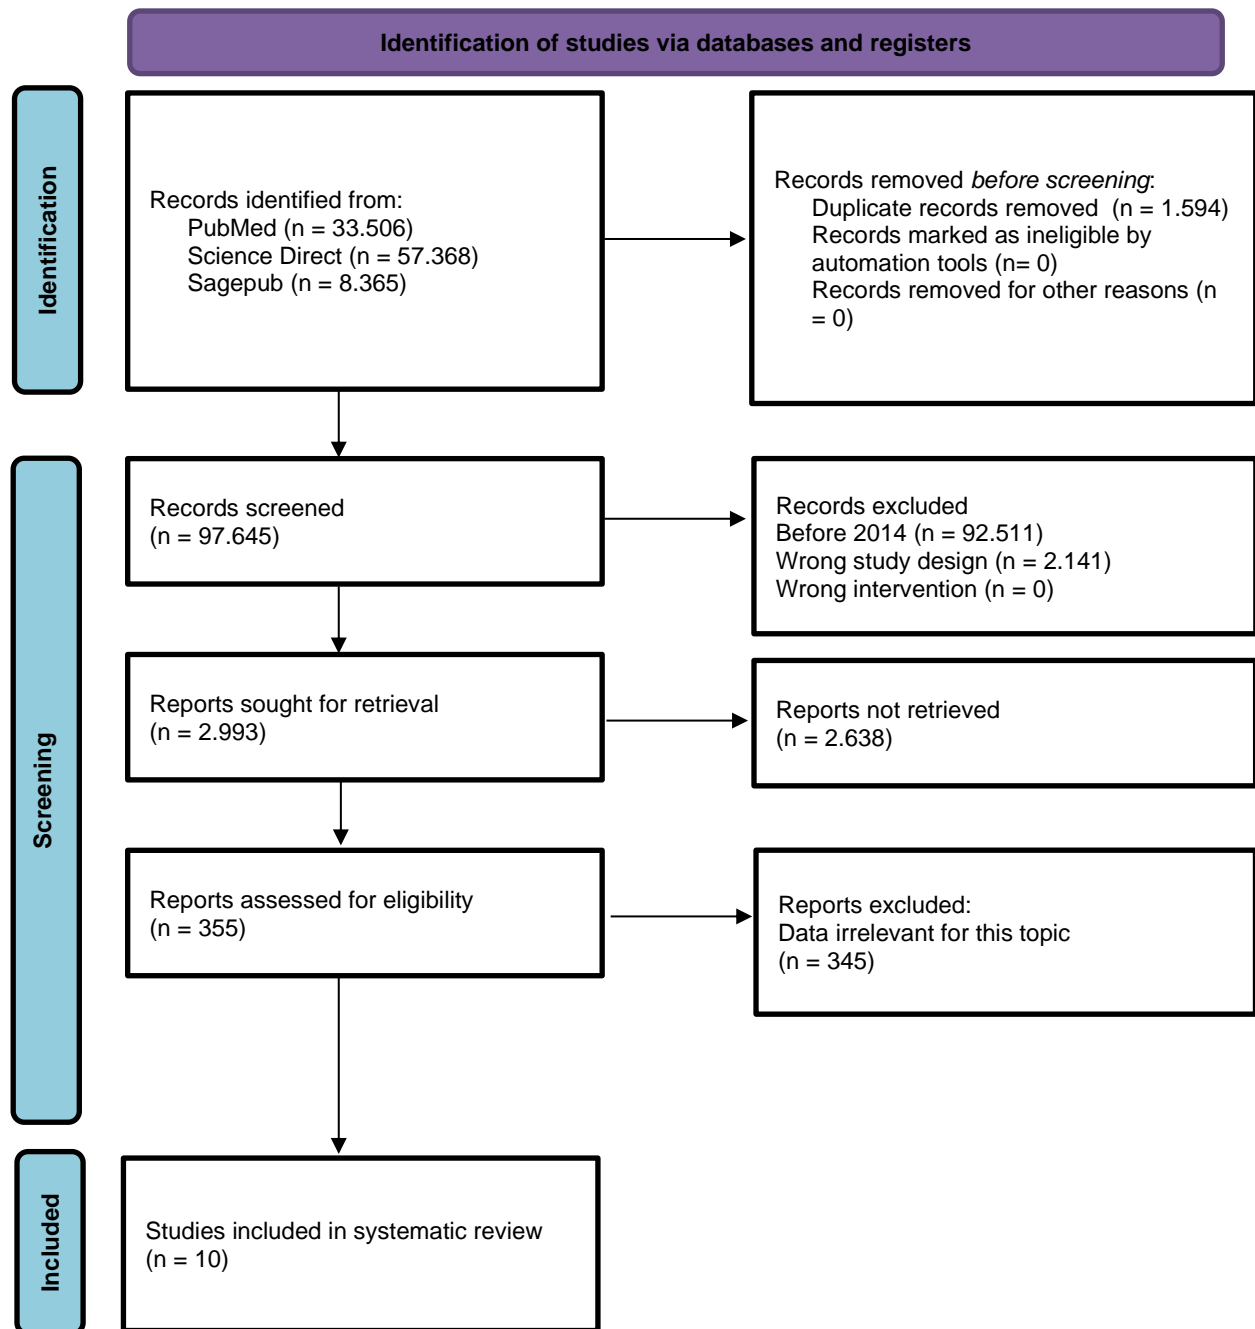 Identification of studies via databases and registers
Identification
Records identified from:
PubMed (n = 33.506)
Science Direct (n = 57.368)
Sagepub (n = 8.365)
Records removed before screening:
Duplicate records removed  (n = 1.594)
Records marked as ineligible by
automation tools (n= 0)
Records removed for other reasons (n
= 0)
Screening
Records screened
(n = 97.645)
Records excluded
Before 2014 (n = 92.511)
Wrong study design (n = 2.141)
Wrong intervention (n = 0)
Reports sought for retrieval
(n = 2.993)
Reports not retrieved
(n = 2.638)
Reports assessed for eligibility
(n = 355)
Reports excluded:
Data irrelevant for this topic
(n = 345)
Included
Studies included in systematic review
(n = 10)